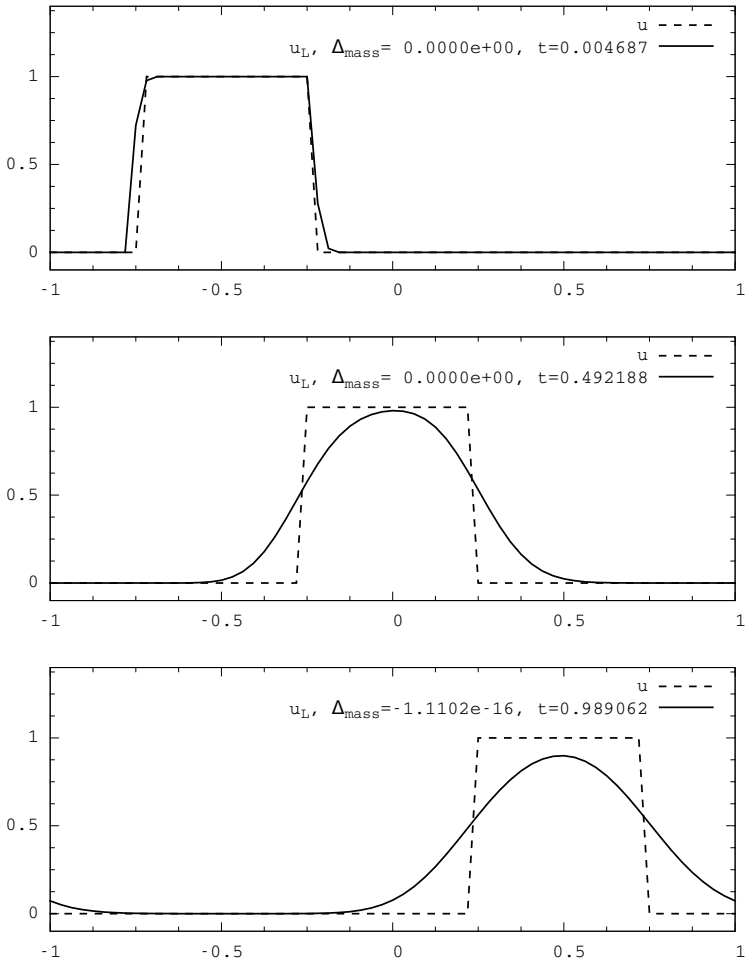 u
u_L, Δ_mass= 0.0000e+00, t=0.004687
1
0.5
0
-1 -0.5 0 0.5 1
u
u_L, Δ_mass= 0.0000e+00, t=0.492188
1
0.5
0
-1 -0.5 0 0.5 1
u
u_L, Δ_mass=-1.1102e-16, t=0.989062
1
0.5
0
-1 -0.5 0 0.5 1